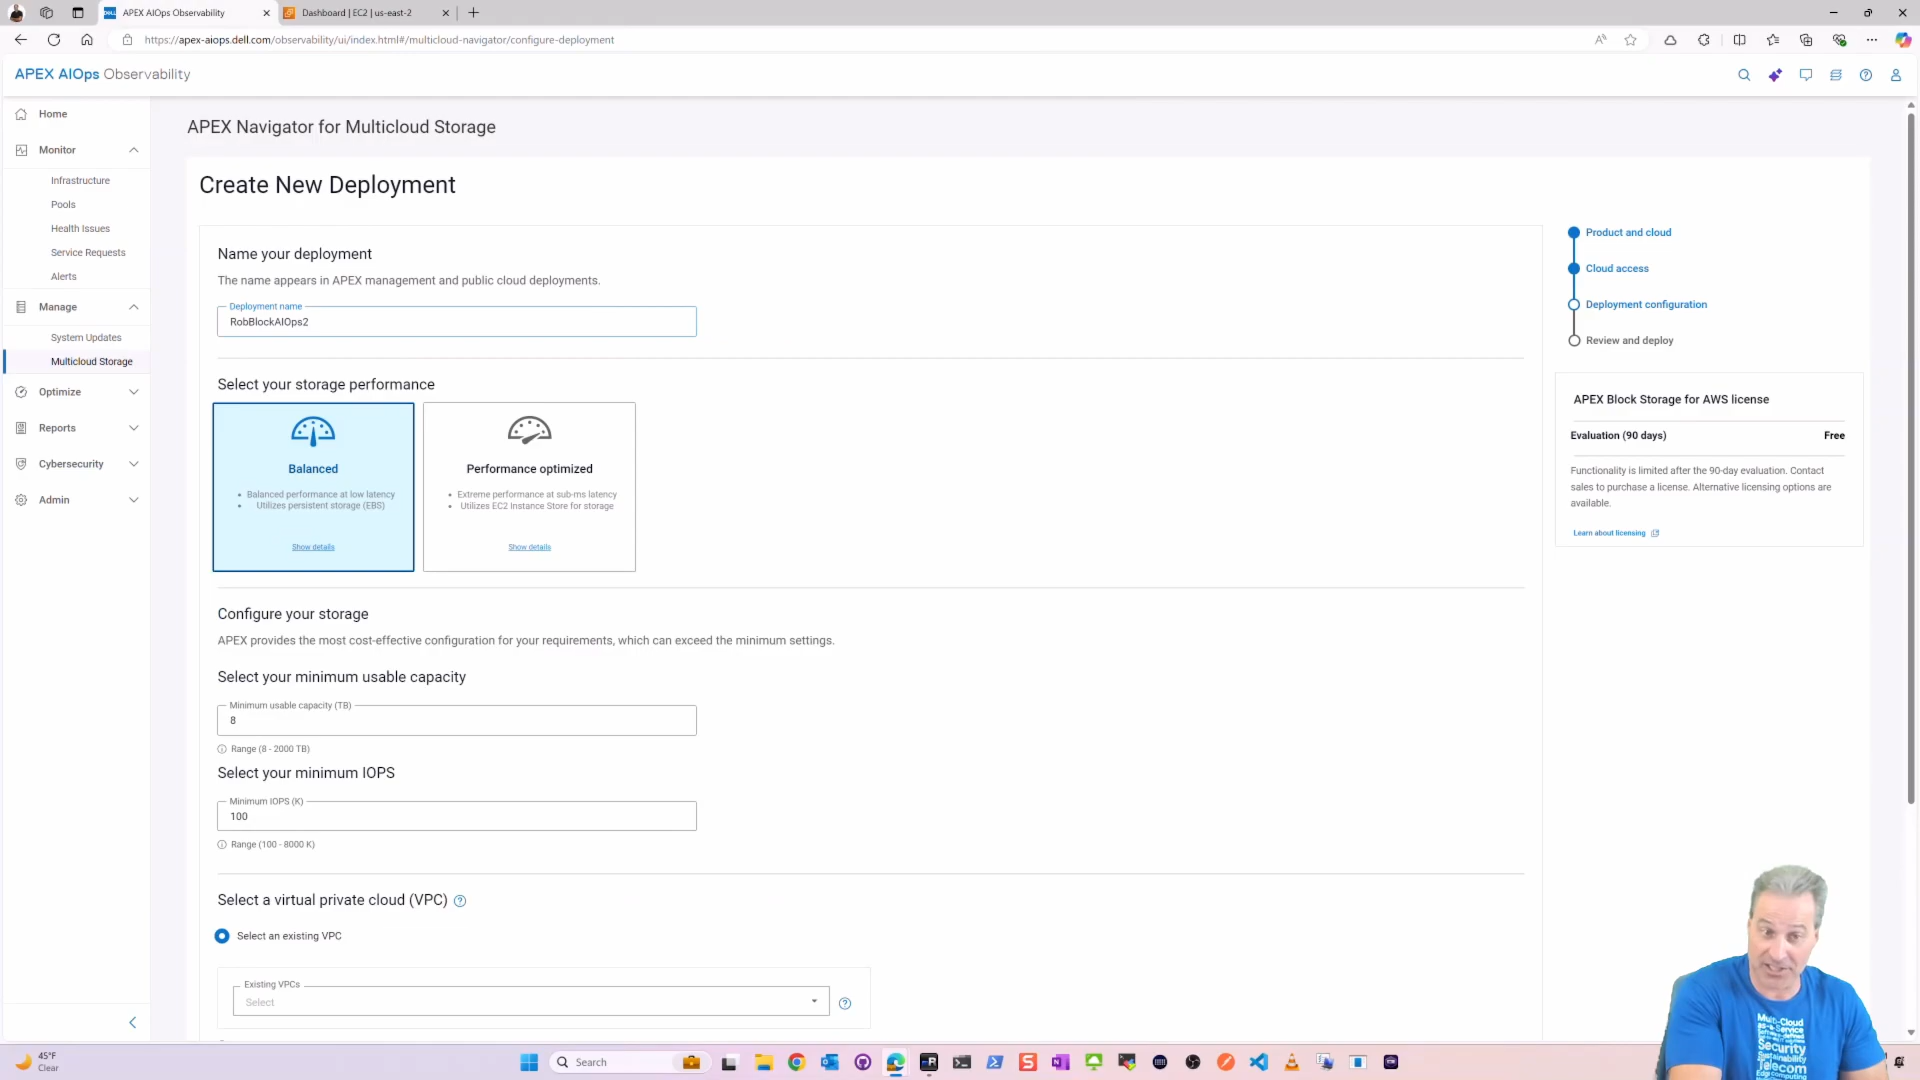 APEX AIOps Observability
Dashboard | EC2 | us-east-2
https://apex-aiops.dell.com/observability/ui/index.html#/multicloud-navigator/configure-deployment
APEX AIOps Observability
Home
Monitor
Infrastructure
Pools
Health Issues
Service Requests
Alerts
Manage
System Updates
Multicloud Storage
Optimize
Reports
Cybersecurity
Admin
APEX Navigator for Multicloud Storage
Create New Deployment
Name your deployment
The name appears in APEX management and public cloud deployments.
Deployment name
RobBlockAIOps2
Select your storage performance
Balanced
Balanced performance at low latency
Utilizes persistent storage (EBS)
Show details
Performance optimized
Extreme performance at sub-ms latency
Utilizes EC2 Instance Store for storage
Show details
Configure your storage
APEX provides the most cost-effective configuration for your requirements, which can exceed the minimum settings.
Select your minimum usable capacity
Minimum usable capacity (TB)
8
Range (8 - 2000 TB)
Select your minimum IOPS
Minimum IOPS (K)
100
Range (100 - 8000 K)
Select a virtual private cloud (VPC)
Select an existing VPC
Existing VPCs
Select
Product and cloud
Cloud access
Deployment configuration
Review and deploy
APEX Block Storage for AWS license
Evaluation (90 days) Free
Functionality is limited after the 90-day evaluation. Contact
sales to purchase a license. Alternative licensing options are
available.
Learn about licensing
Multi-Cloud
as-a-Service
Security
Sustainability
Telecom
Edge computing
45°F
Clear
Search